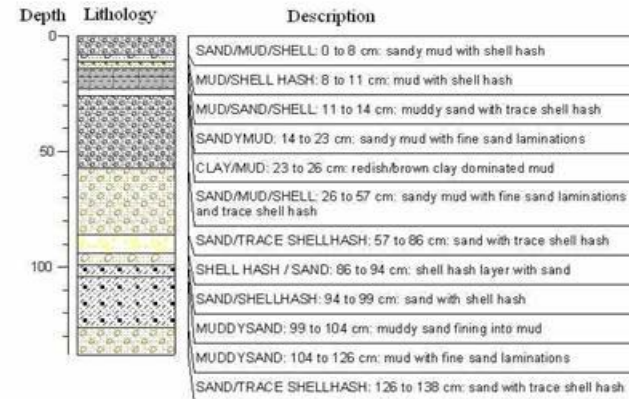 Depth Lithology Description
0
SAND/MUD/SHELL: 0 to 8 cm: sandy mud with shell hash
MUD/SHELL HASH: 8 to 11 cm: mud with shell hash
MUD/SAND/SHELL: 11 to 14 cm: muddy sand with trace shell hash
SANDYMUD: 14 to 23 cm: sandy mud with fine sand laminations
50
CLAY/MUD: 23 to 26 cm: redish/brown clay dominated mud
SAND/MUD/SHELL: 26 to 57 cm: sandy mud with fine sand laminations
and trace shell hash
SAND/TRACE SHELLHASH: 57 to 86 cm: sand with trace shell hash
100
SHELL HASH / SAND: 86 to 94 cm: shell hash layer with sand
SAND/SHELLHASH: 94 to 99 cm: sand with shell hash
MUDDYSAND: 99 to 104 cm: muddy sand fining into mud
MUDDYSAND: 104 to 126 cm: mud with fine sand laminations
SAND/TRACE SHELLHASH: 126 to 138 cm: sand with trace shell hash